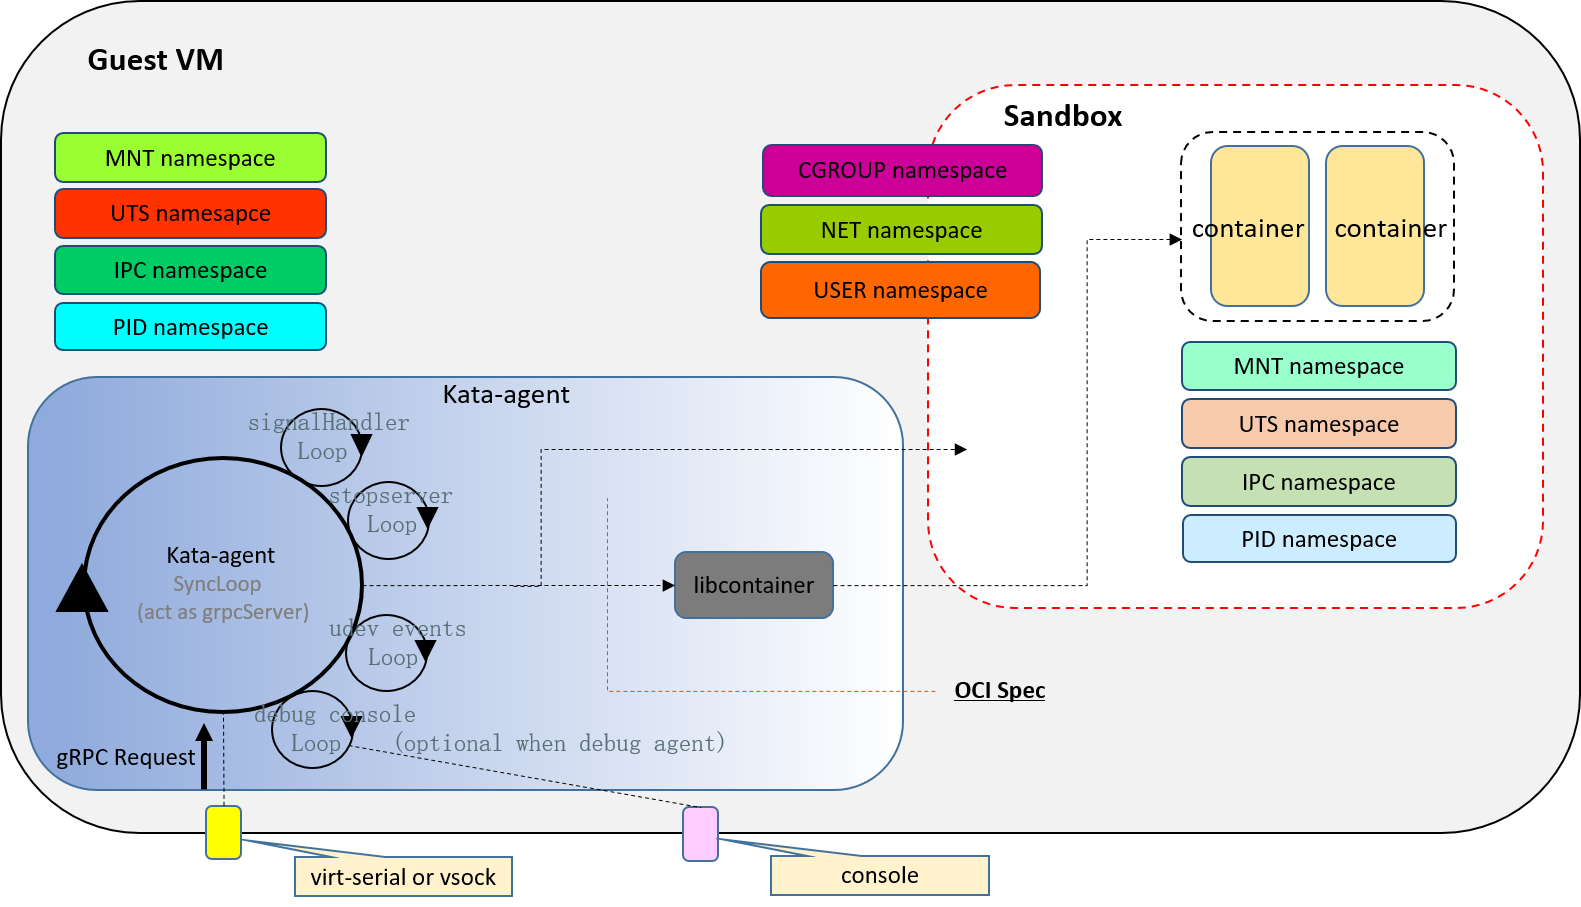 Guest VM
MNT namespace
UTS namesapce
IPC namespace
PID namespace
Sandbox
CGROUP namespace
NET namespace
USER namespace
container
container
MNT namespace
UTS namespace
IPC namespace
PID namespace
Kata-agent
signalHandler
Loop
stopserver
Loop
Kata-agent
SyncLoop
(act as grpcServer)
libcontainer
udev events
Loop
debug console
Loop
(optional when debug agent)
OCI Spec
gRPC Request
virt-serial or vsock
console